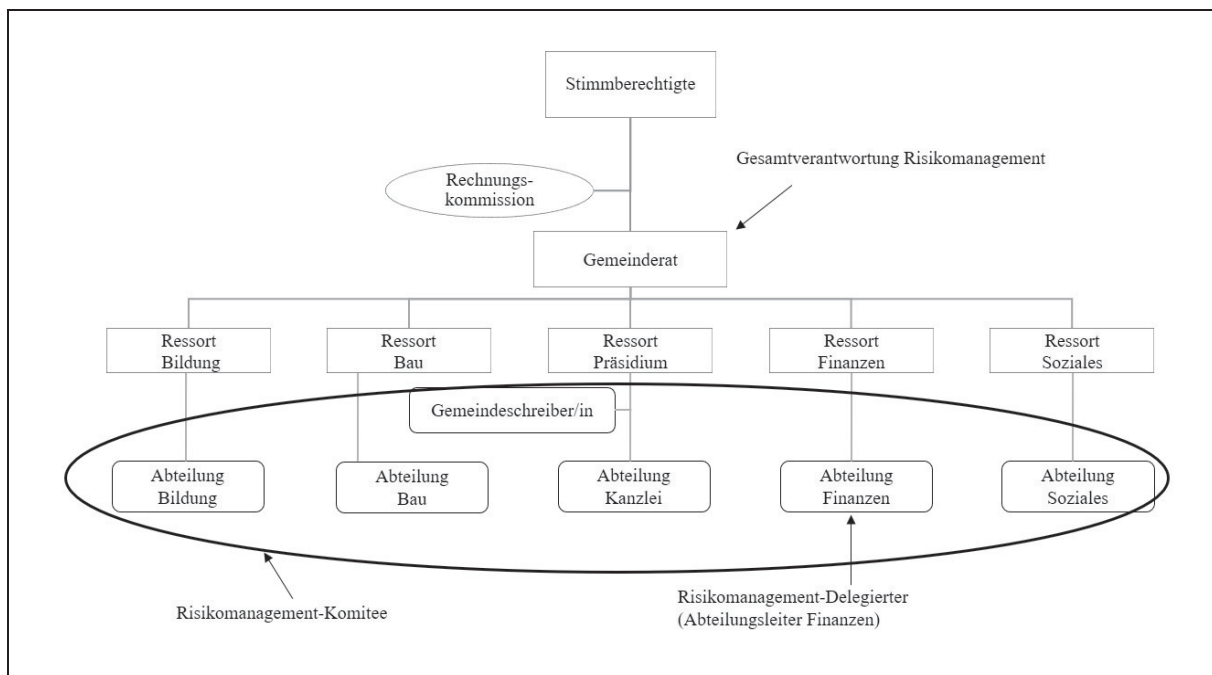 Stimmberechtigte
Gesamtverantwortung Risikomanagement
Rechnungs-
kommission
Gemeinderat
Ressort
Bildung
Ressort
Bau
Ressort
Präsidium
Ressort
Finanzen
Ressort
Soziales
Gemeindeschreiber/in
Abteilung
Bildung
Abteilung
Bau
Abteilung
Kanzlei
Abteilung
Finanzen
Abteilung
Soziales
Risikomanagement-Komitee
Risikomanagement-Delegierter
(Abteilungsleiter Finanzen)